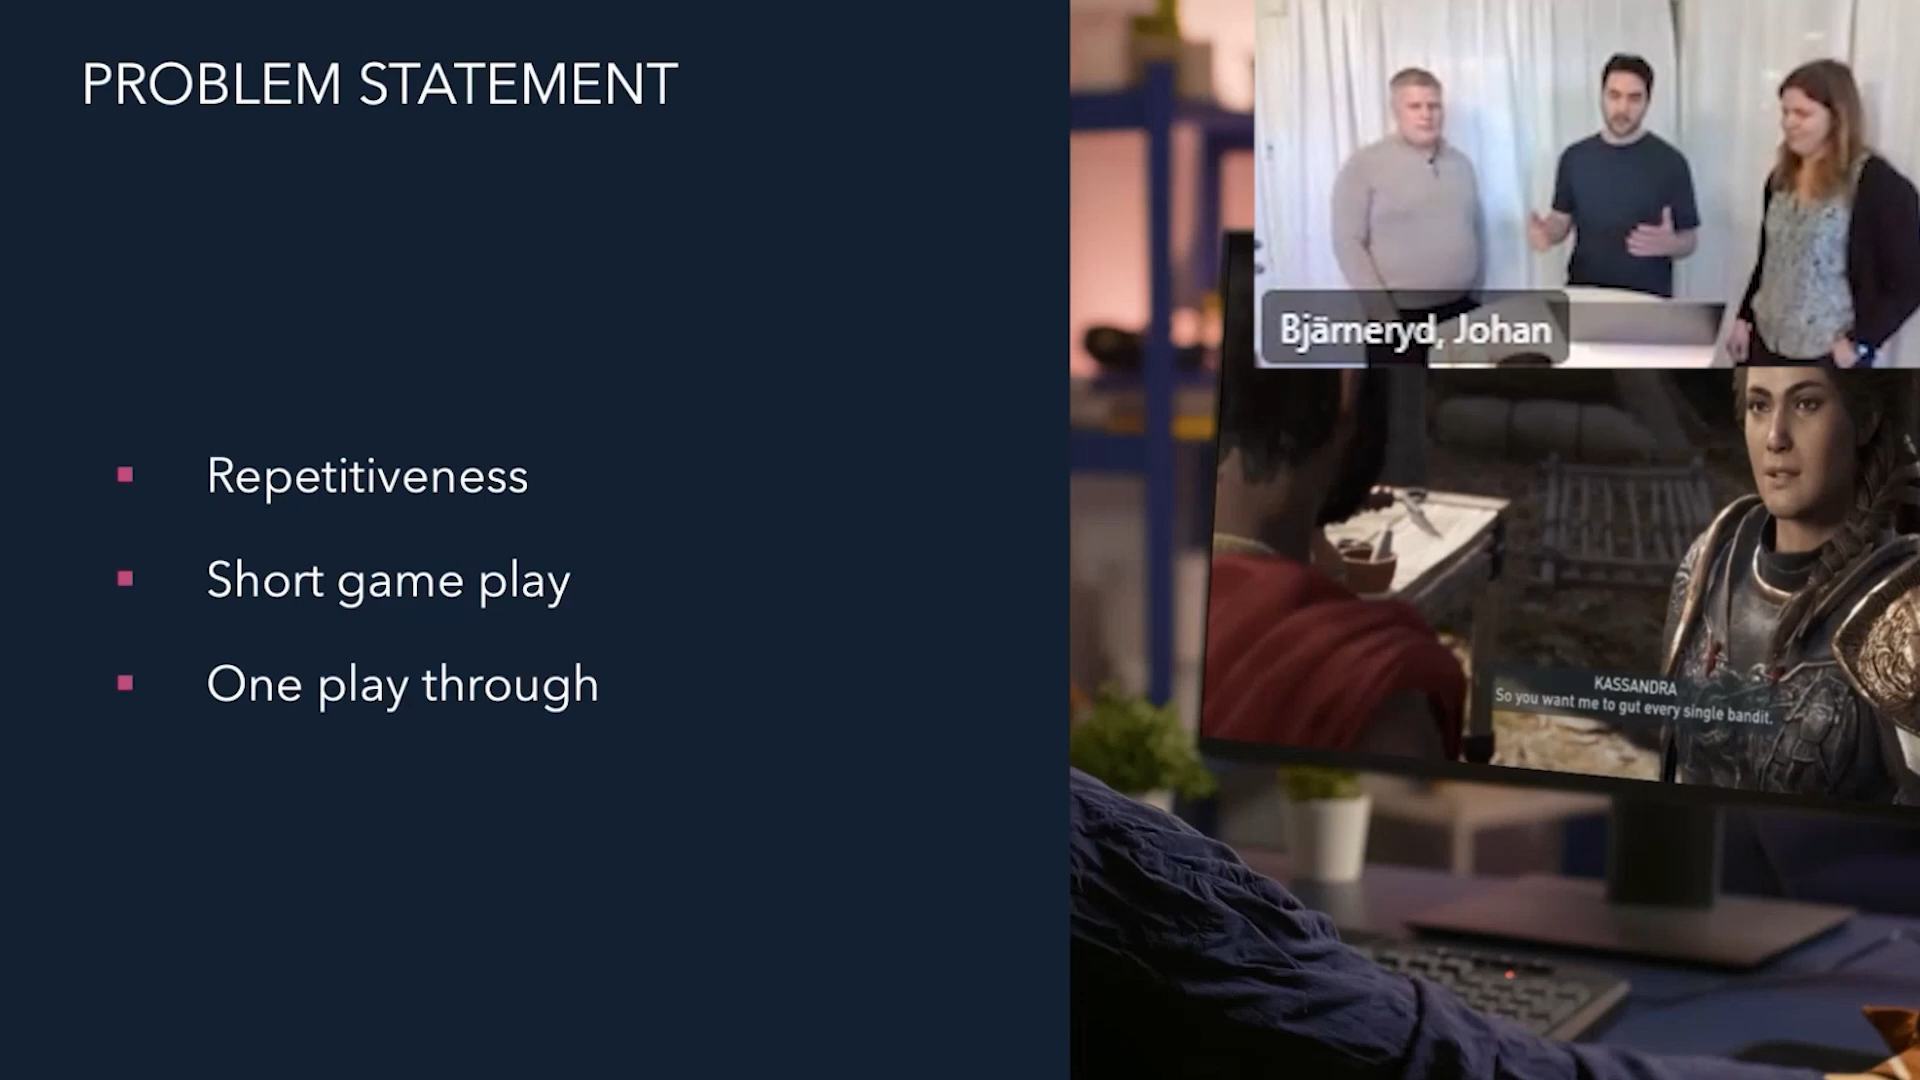 PROBLEM STATEMENT
Repetitiveness
Short game play
One play through
Bjärneryd, Johan
KASSANDRA
So you want me to gut every single bandit.